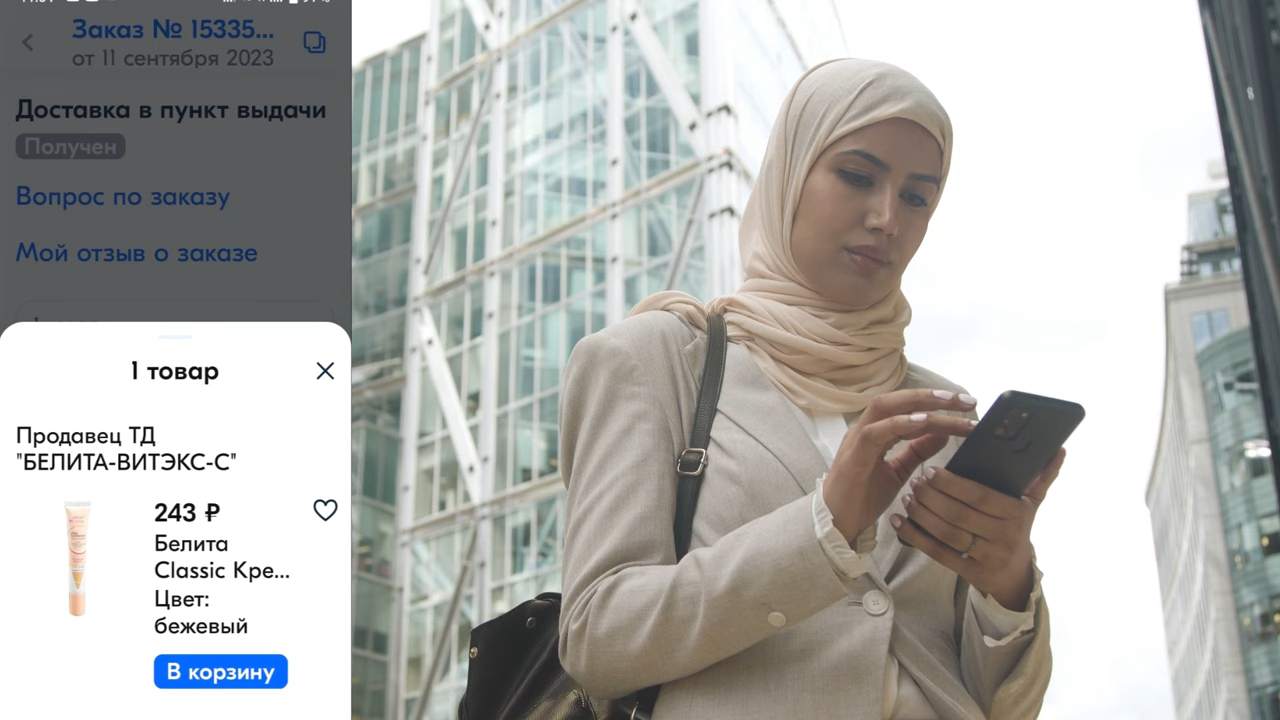 Заказ № 15335...
от 11 сентября 2023
Доставка в пункт выдачи
Получен
Вопрос по заказу
Мой отзыв о заказе
1 товар
Продавец ТД
"БЕЛИТА-ВИТЭКС-С"
243 ₽
Белита
Classic Кре...
Цвет:
бежевый
В корзину